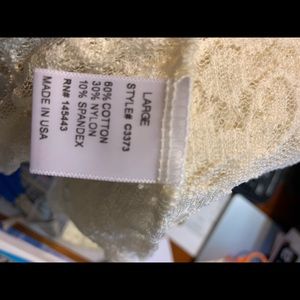 LARGE
STYLE# C3373
60% COTTON
30% NYLON
10% SPANDEX
RN# 145443
MADE IN USA